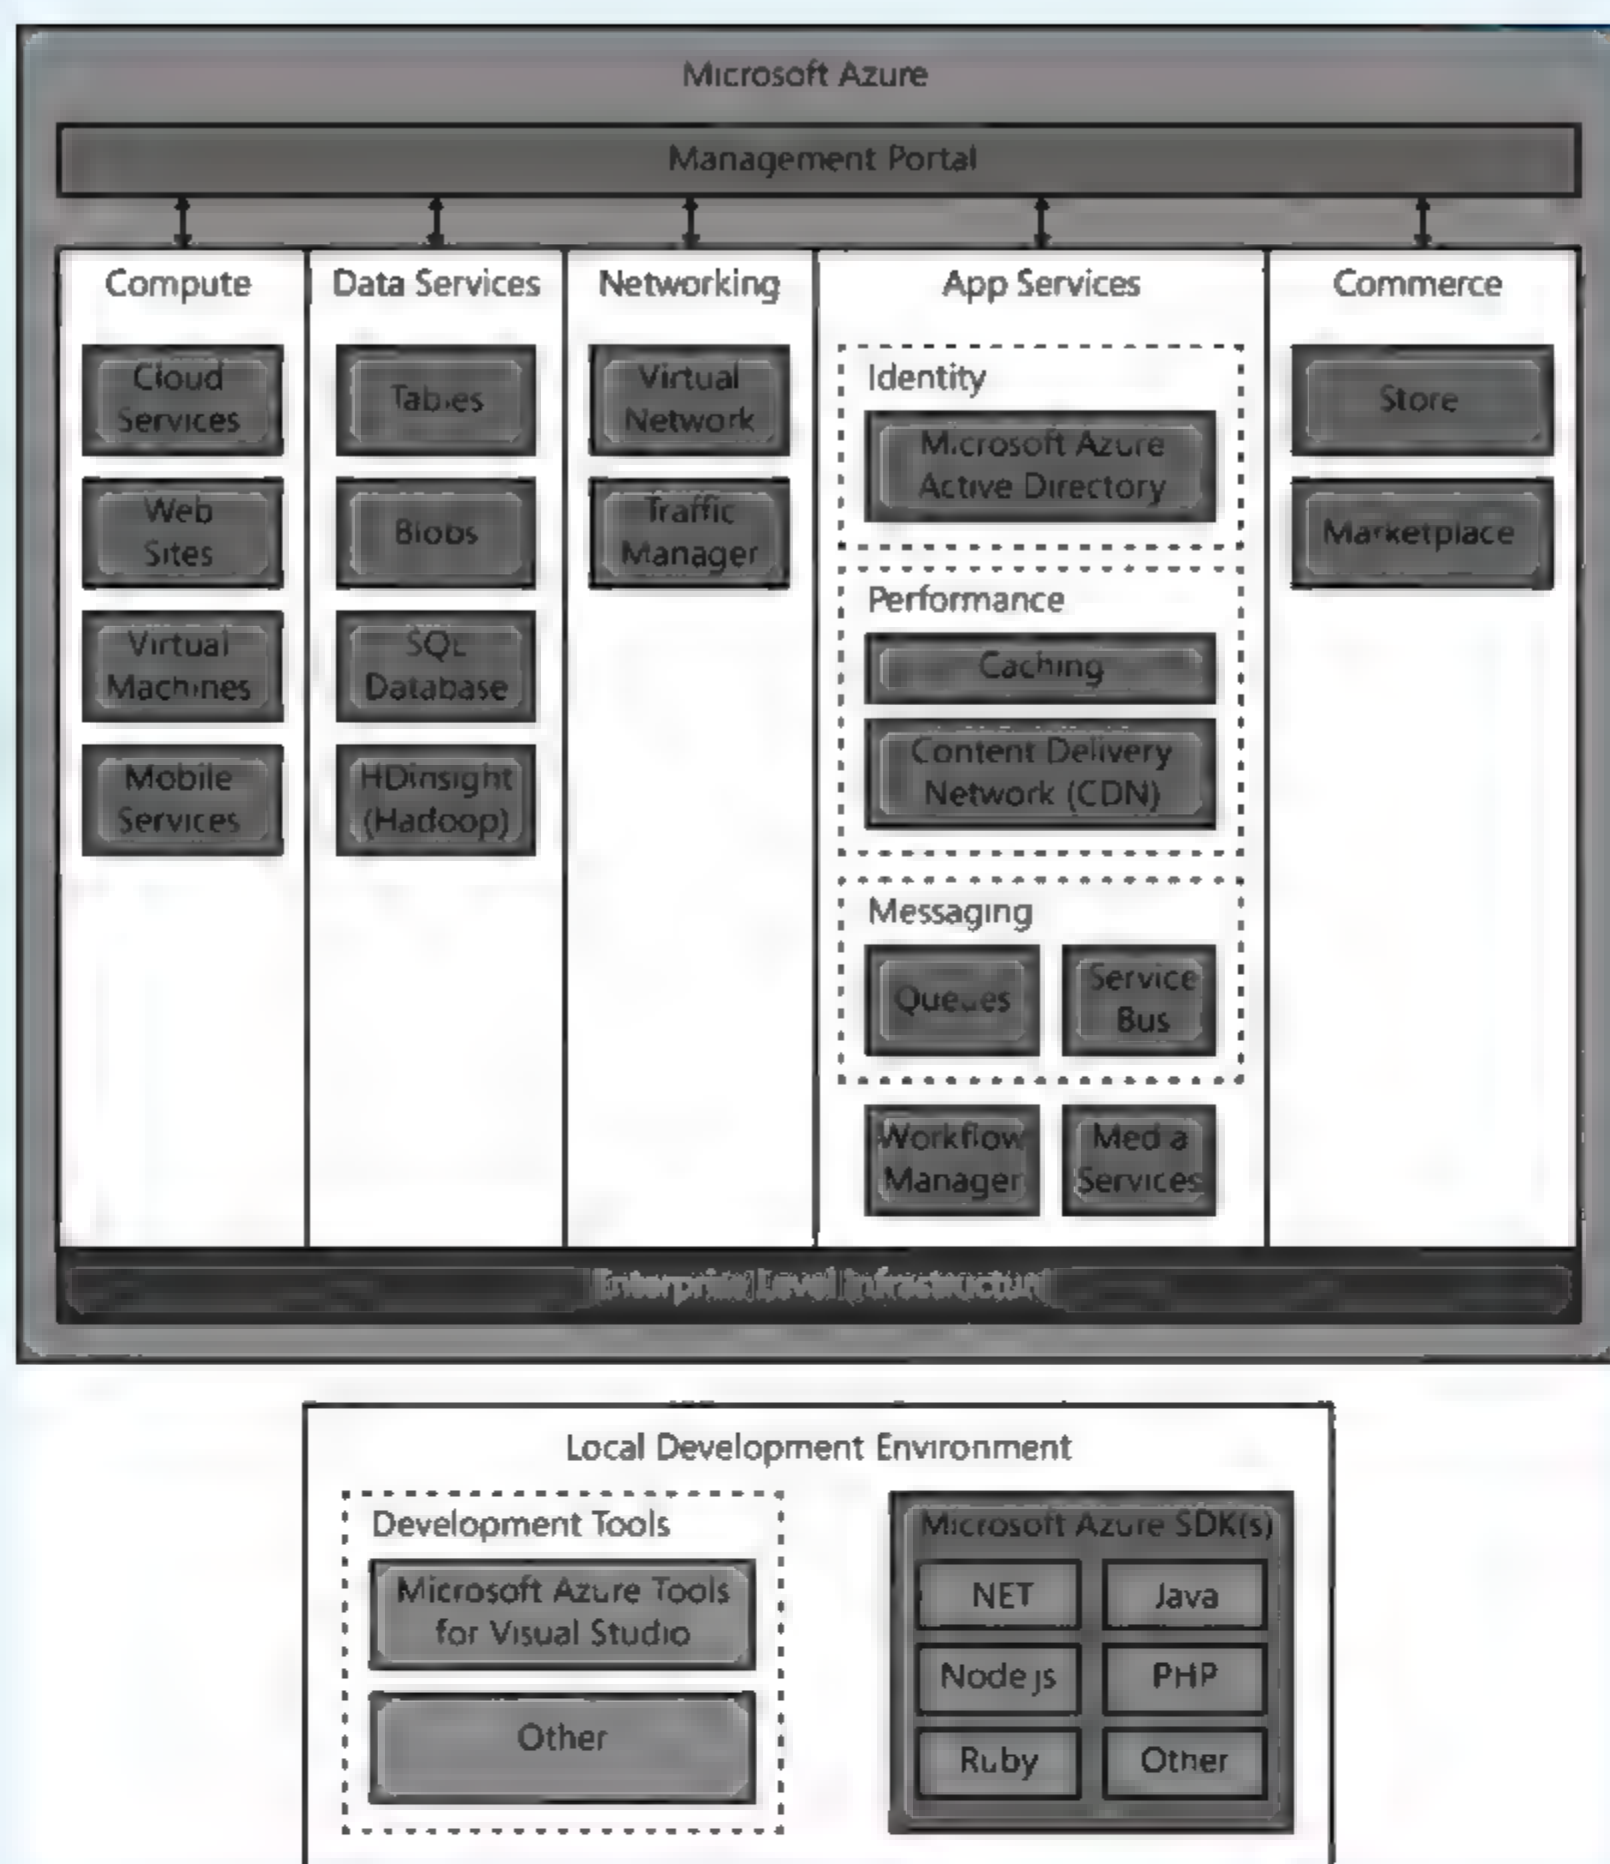 Microsoft Azure
Management Portal
Compute
Cloud
Services
Web
Sites
Virtual
Machines
Mobile
Services
Data Services
Tables
Blobs
SQL
Database
HDinsight
(Hadoop)
Networking
Virtual
Network
Traffic
Manager
App Services
Identity
Microsoft Azure
Active Directory
Performance
Caching
Content Delivery
Network (CDN)
Messaging
Queues
Service
Bus
Workflow
Manager
Media
Services
Commerce
Store
Marketplace
Enterprise Level Infrastructure
Local Development Environment
Development Tools
Microsoft Azure Tools
for Visual Studio
Other
Microsoft Azure SDK(s)
NET
Java
Node js
PHP
Ruby
Other